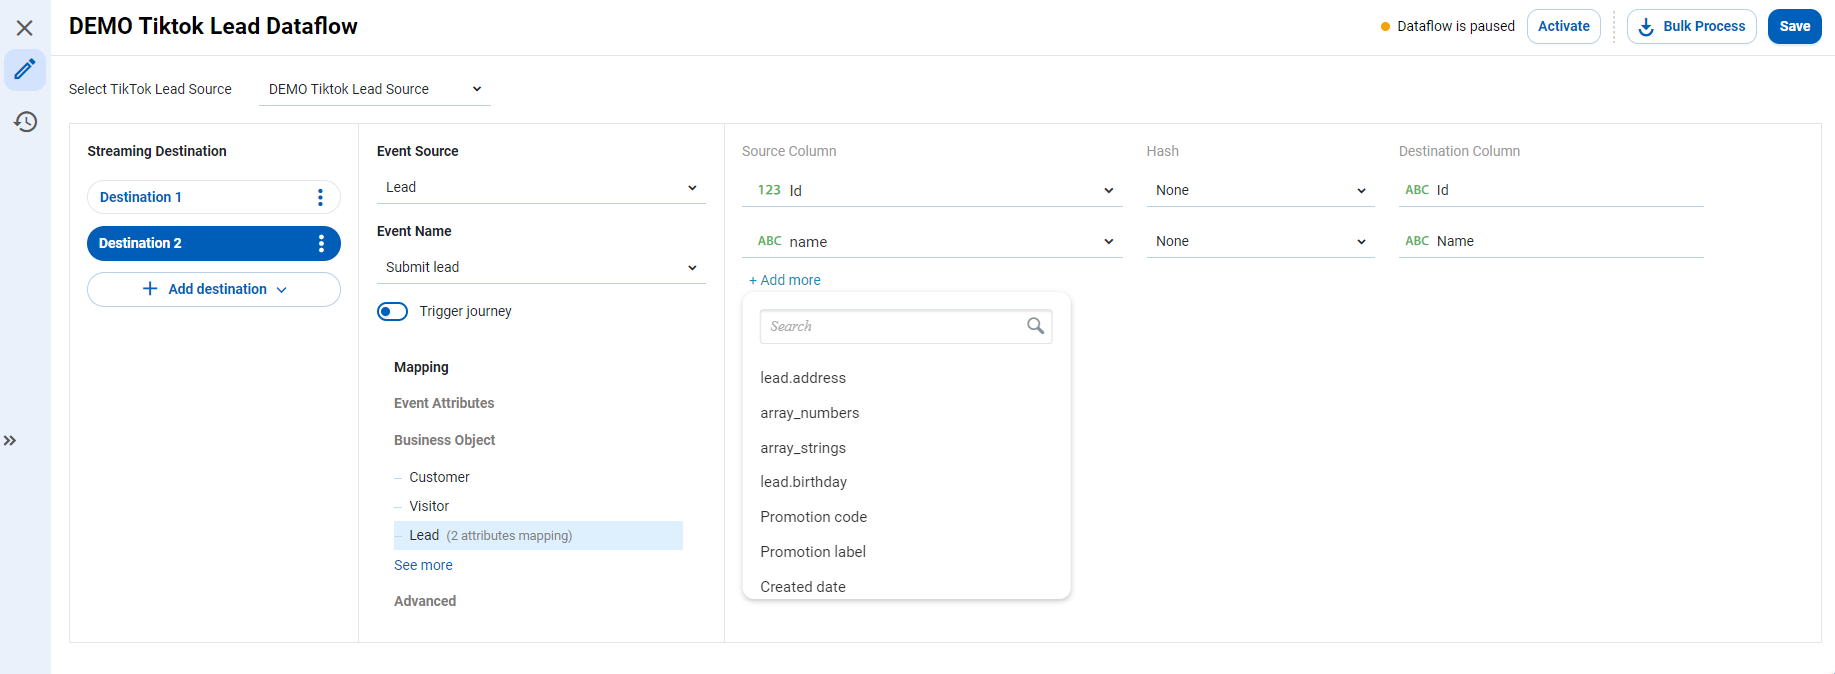 DEMO Tiktok Lead Dataflow
Dataflow is paused
Activate
Bulk Process
Save
Select TikTok Lead Source
DEMO Tiktok Lead Source
Streaming Destination
Destination 1
Destination 2
Add destination
Event Source
Lead
Event Name
Submit lead
Trigger journey
Mapping
Event Attributes
Business Object
Customer
Visitor
Lead (2 attributes mapping)
See more
Advanced
Source Column
Hash
Destination Column
123 Id
None
ABC Id
ABC name
None
ABC Name
+ Add more
Search
lead.address
array_numbers
array_strings
lead.birthday
Promotion code
Promotion label
Created date